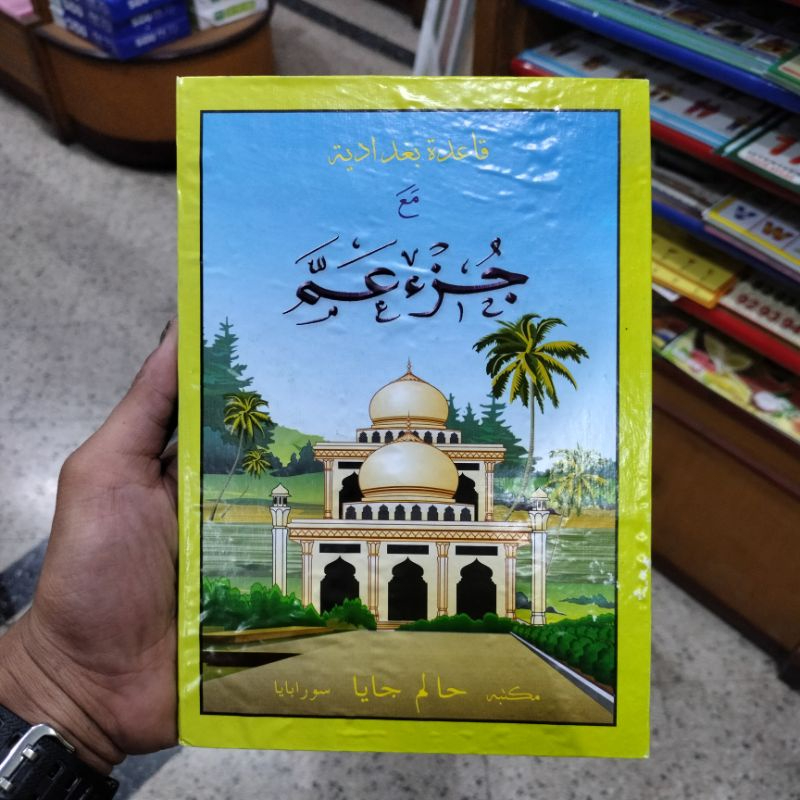 قاعدة بغدادية
مَعَ
جُزْء عَمَّ
مكتبه حالم جايا سورابايا